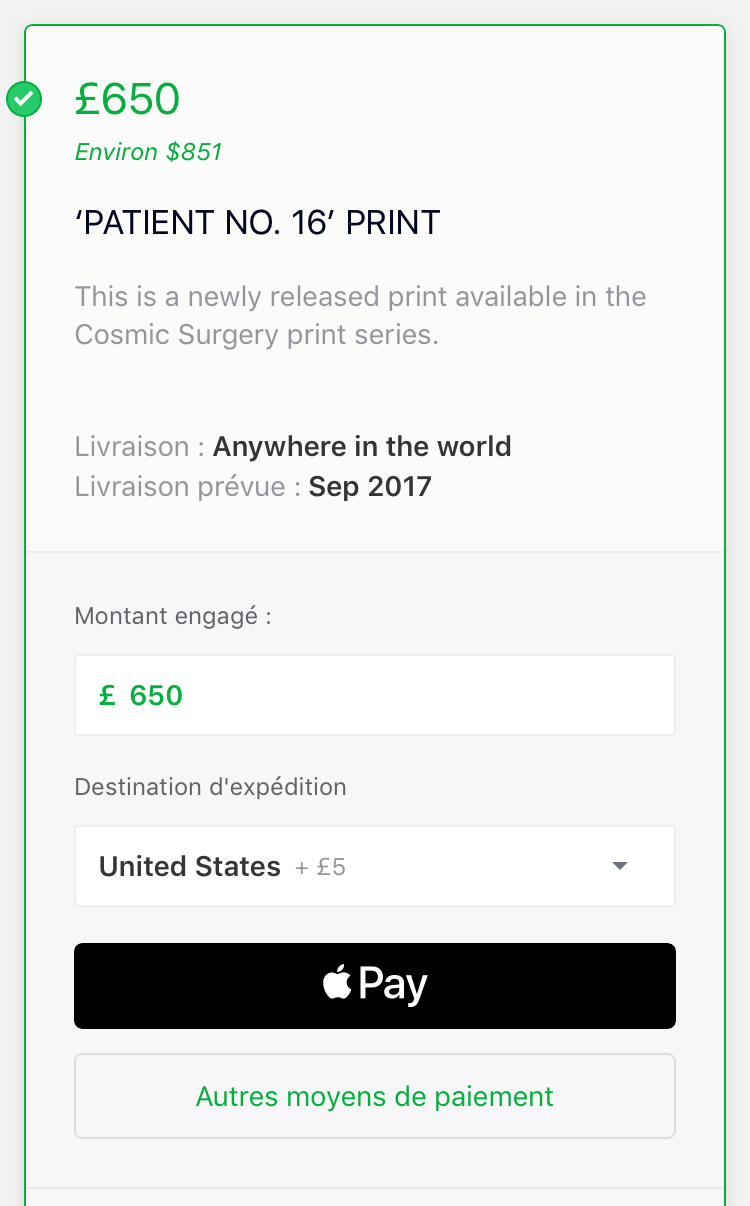 £650
Environ $851
‘PATIENT NO. 16’ PRINT
This is a newly released print available in the
Cosmic Surgery print series.
Livraison : Anywhere in the world
Livraison prévue : Sep 2017
Montant engagé :
£ 650
Destination d'expédition
United States + £5
Pay
Autres moyens de paiement